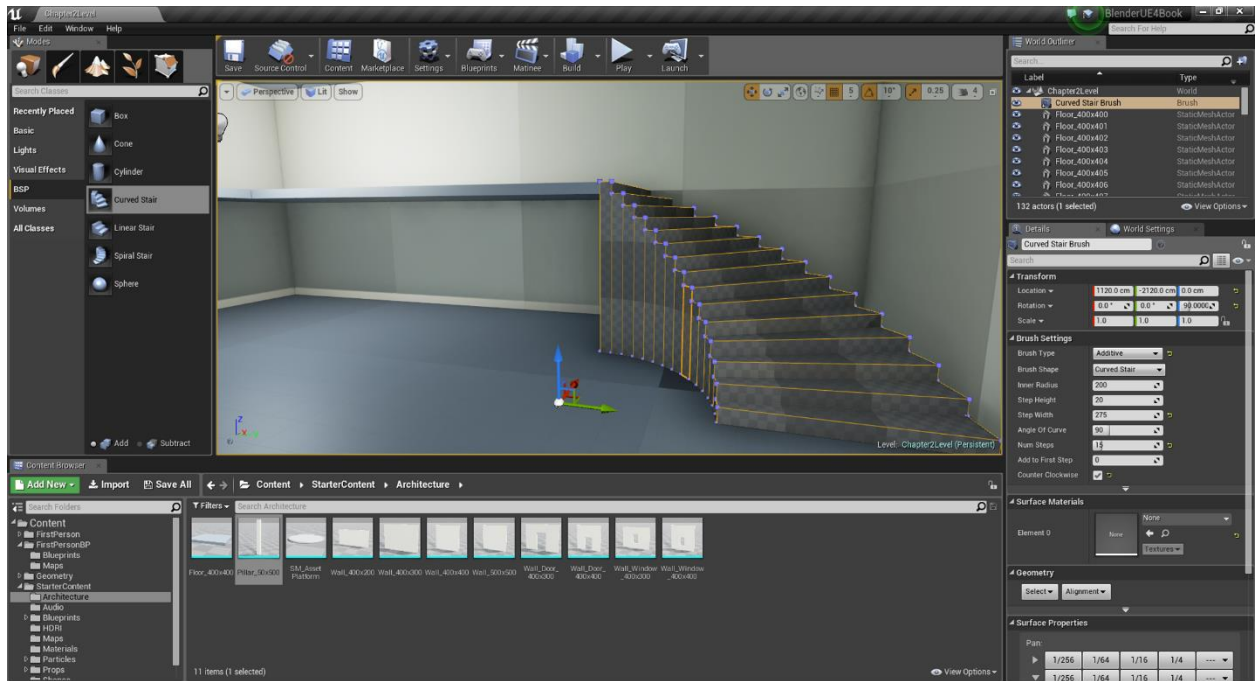 Chapter2Level
BlenderUE4Book
File Edit Window Help
Search For Help
Modes
Search Classes
Recently Placed
Basic
Lights
Visual Effects
BSP
Volumes
All Classes
Box
Cone
Cylinder
Curved Stair
Linear Stair
Spiral Stair
Sphere
Add Subtract
Save Source Control Content Marketplace Settings Blueprints Matinee Build Play Launch
Perspective Lit Show
5 10° 0.25 4
Z
X
Level: Chapter2Level (Persistent)
World Outliner
Search...
Label Type
Chapter2Level World
Curved Stair Brush Brush
Floor_400x400 StaticMeshActor
Floor_400x401 StaticMeshActor
Floor_400x402 StaticMeshActor
Floor_400x403 StaticMeshActor
Floor_400x404 StaticMeshActor
Floor_400x405 StaticMeshActor
Floor_400x406 StaticMeshActor
Floor_400x407 StaticMeshActor
132 actors (1 selected) View Options
Details World Settings
Curved Stair Brush
Search
Transform
Location 1120.0 cm -2120.0 cm 0.0 cm
Rotation 0.0° 0.0° 90.0000
Scale 1.0 1.0 1.0
Brush Settings
Brush Type Additive
Brush Shape Curved Stair
Inner Radius 200
Step Height 20
Step Width 275
Angle Of Curve 90
Num Steps 15
Add to First Step 0
Counter Clockwise
Surface Materials
Element 0 None None
Textures
Geometry
Select Alignment
Surface Properties
Pan:
1/256 1/64 1/16 1/4 ---
1/256 1/64 1/16 1/4 ---
Content Browser
Add New Import Save All Content StarterContent Architecture
Search Folders
Content
FirstPerson
FirstPersonBP
Blueprints
Maps
Geometry
StarterContent
Architecture
Audio
Blueprints
HDRI
Maps
Materials
Particles
Props
Filters Search Architecture
Floor_400x400 Pillar_50x500 SM_Asset Platform Wall_400x200 Wall_400x300 Wall_400x400 Wall_500x500 Wall_Door_400x300 Wall_Door_400x400 Wall_Window_400x300 Wall_Window_400x400
11 items (1 selected) View Options